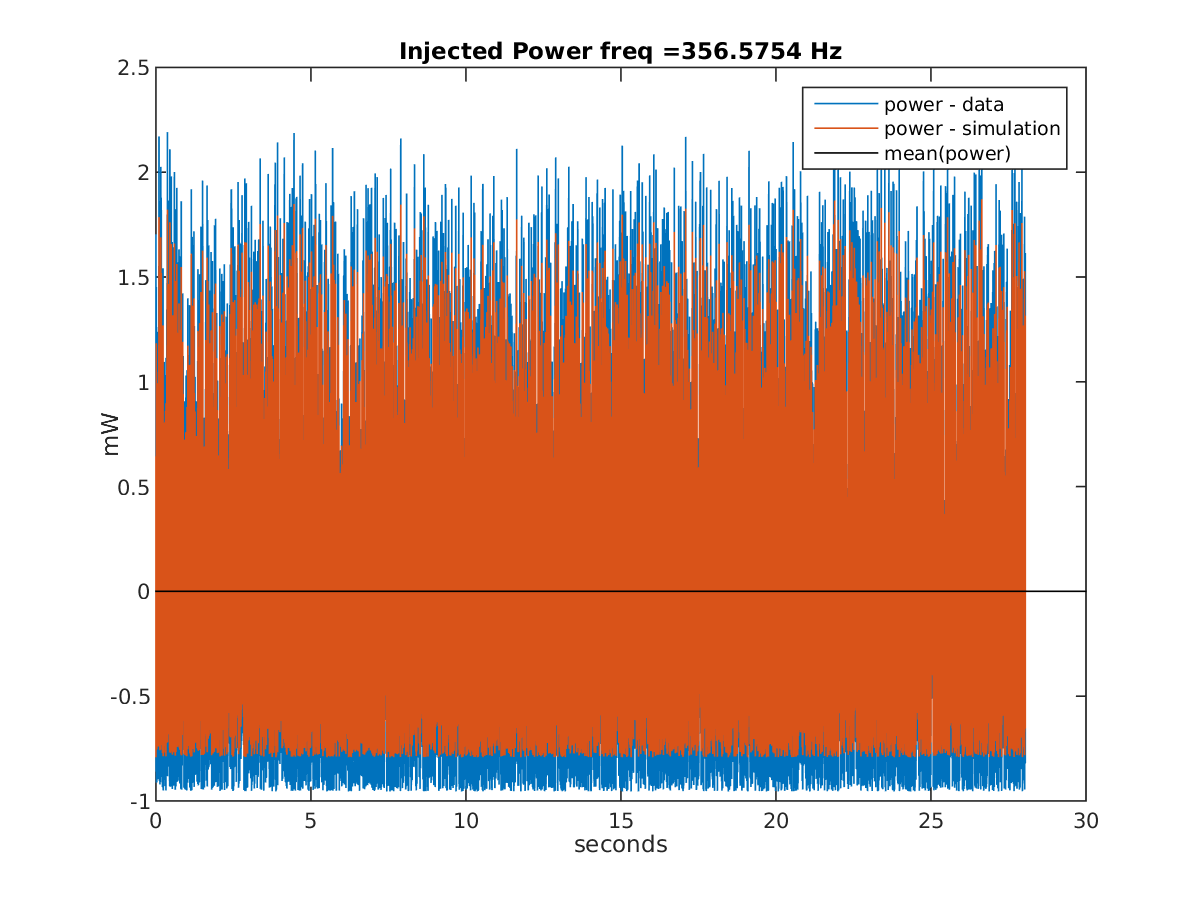 Injected Power freq =356.5754 Hz
2.5
2
1.5
1
0.5
0
-0.5
-1
mW
power - data
power - simulation
mean(power)
0 5 10 15 20 25 30
seconds